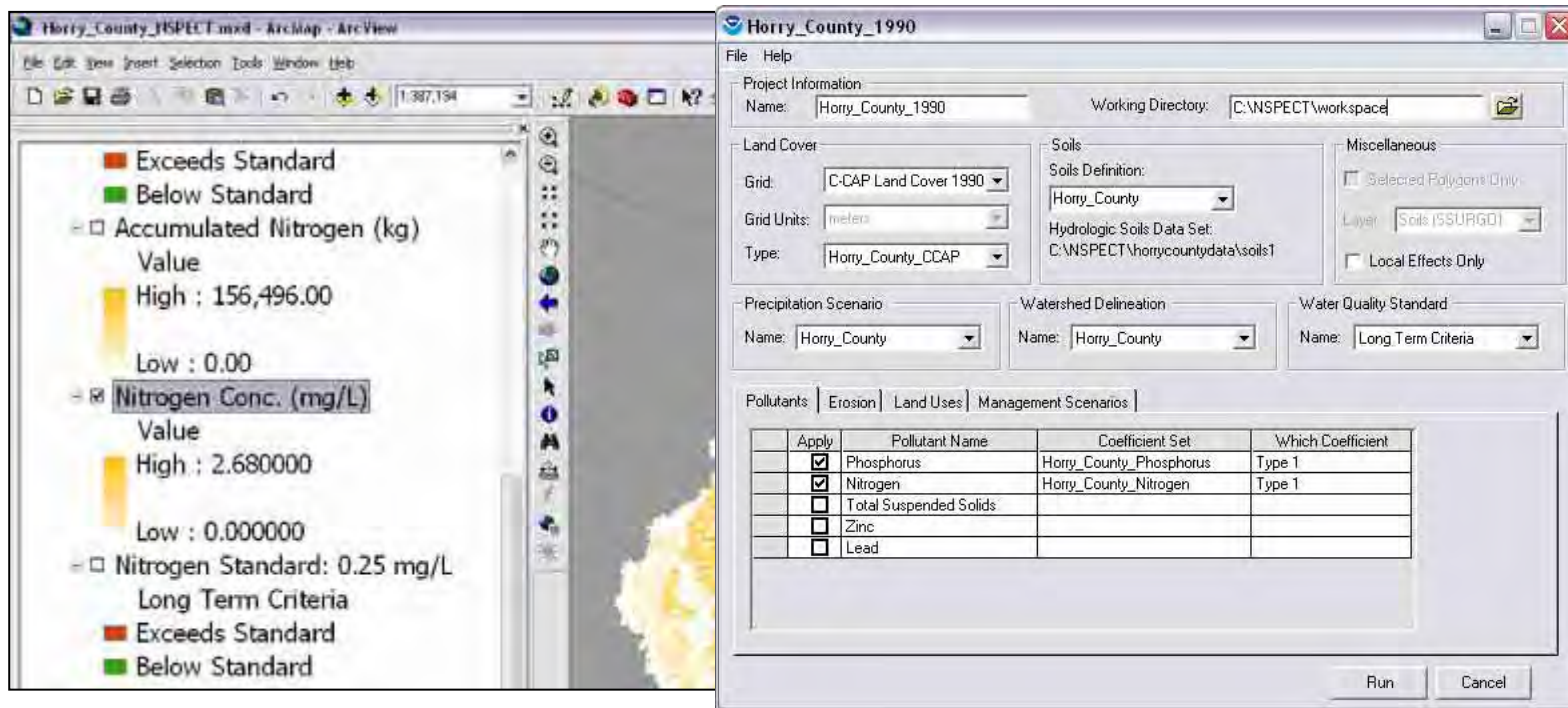 Horry_County_NSPECT.mxd - ArcMap - ArcView
File Edit View Insert Selection Tools Window Help
1:387,194
Exceeds Standard
Below Standard
Accumulated Nitrogen (kg)
Value
High : 156,496.00
Low : 0.00
Nitrogen Conc. (mg/L)
Value
High : 2.680000
Low : 0.000000
Nitrogen Standard: 0.25 mg/L
Long Term Criteria
Exceeds Standard
Below Standard
Horry_County_1990
File Help
Project Information
Name: Horry_County_1990 Working Directory: C:\NSPECT\workspace
Land Cover
Grid: C-CAP Land Cover 1990
Grid Units: meters
Type: Horry_County_CCAP
Soils
Soils Definition:
Horry_County
Hydrologic Soils Data Set:
C:\NSPECT\horrycountydata\soils1
Miscellaneous
Selected Polygons Only
Layer: Soils (SSURGO)
Local Effects Only
Precipitation Scenario
Name: Horry_County
Watershed Delineation
Name: Horry_County
Water Quality Standard
Name: Long Term Criteria
Pollutants Erosion Land Uses Management Scenarios
Apply Pollutant Name Coefficient Set Which Coefficient
Phosphorus Horry_County_Phosphorus Type 1
Nitrogen Horry_County_Nitrogen Type 1
Total Suspended Solids
Zinc
Lead
Run Cancel